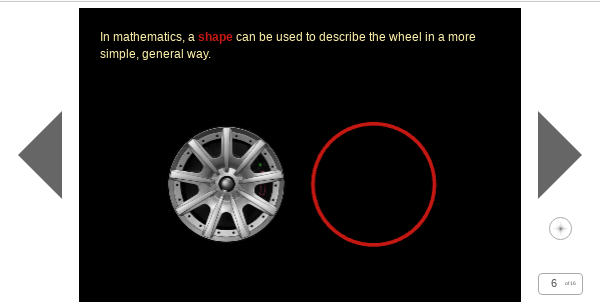 In mathematics, a shape can be used to describe the wheel in a more
simple, general way.
6 of 16